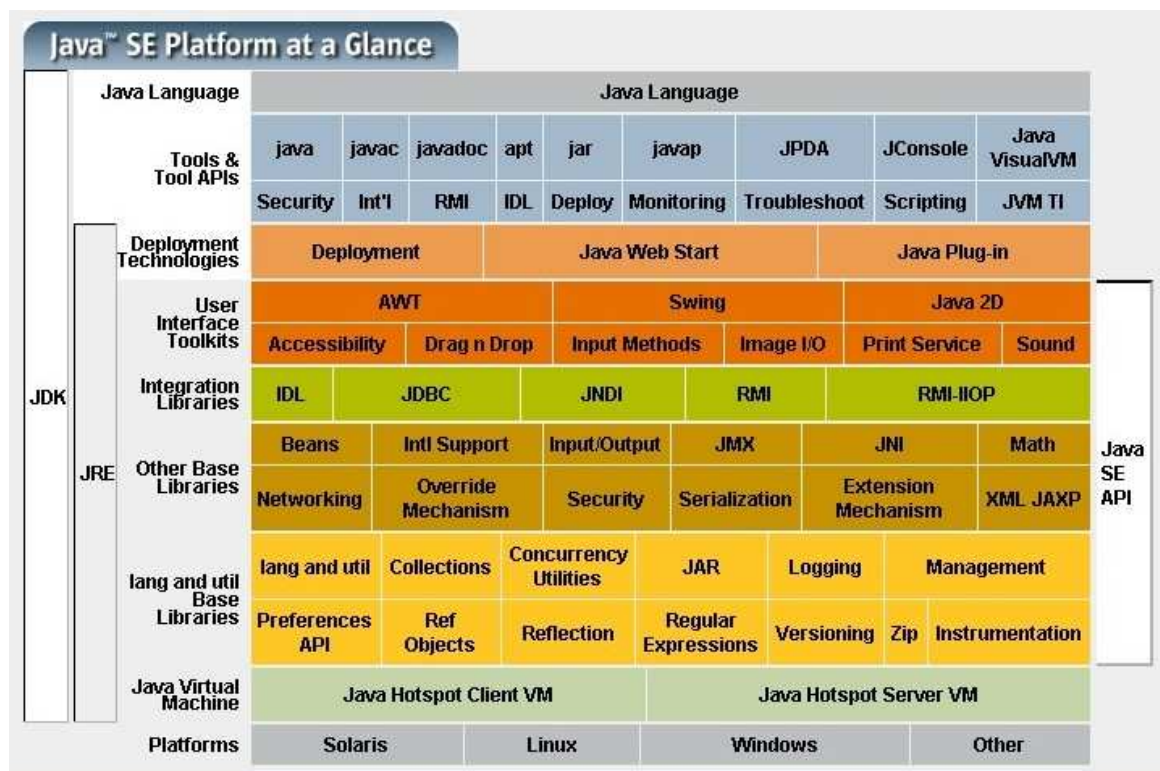 Java™ SE Platform at a Glance
Java Language
Java Language
Tools &
Tool APIs
java javac javadoc apt jar javap JPDA JConsole Java
VisualVM
Security Int'l RMI IDL Deploy Monitoring Troubleshoot Scripting JVM TI
Deployment
Technologies
Deployment Java Web Start Java Plug-in
User
Interface
Toolkits
AWT Swing Java 2D
Accessibility Drag n Drop Input Methods Image I/O Print Service Sound
Integration
Libraries
IDL JDBC JNDI RMI RMI-IIOP
JDK
JRE
Other Base
Libraries
Beans Intl Support Input/Output JMX JNI Math
Networking Override
Mechanism Security Serialization Extension
Mechanism XML JAXP
Java
SE
API
lang and util
Base
Libraries
lang and util Collections Concurrency
Utilities JAR Logging Management
Preferences
API Ref
Objects Reflection Regular
Expressions Versioning Zip Instrumentation
Java Virtual
Machine
Java Hotspot Client VM Java Hotspot Server VM
Platforms
Solaris Linux Windows Other